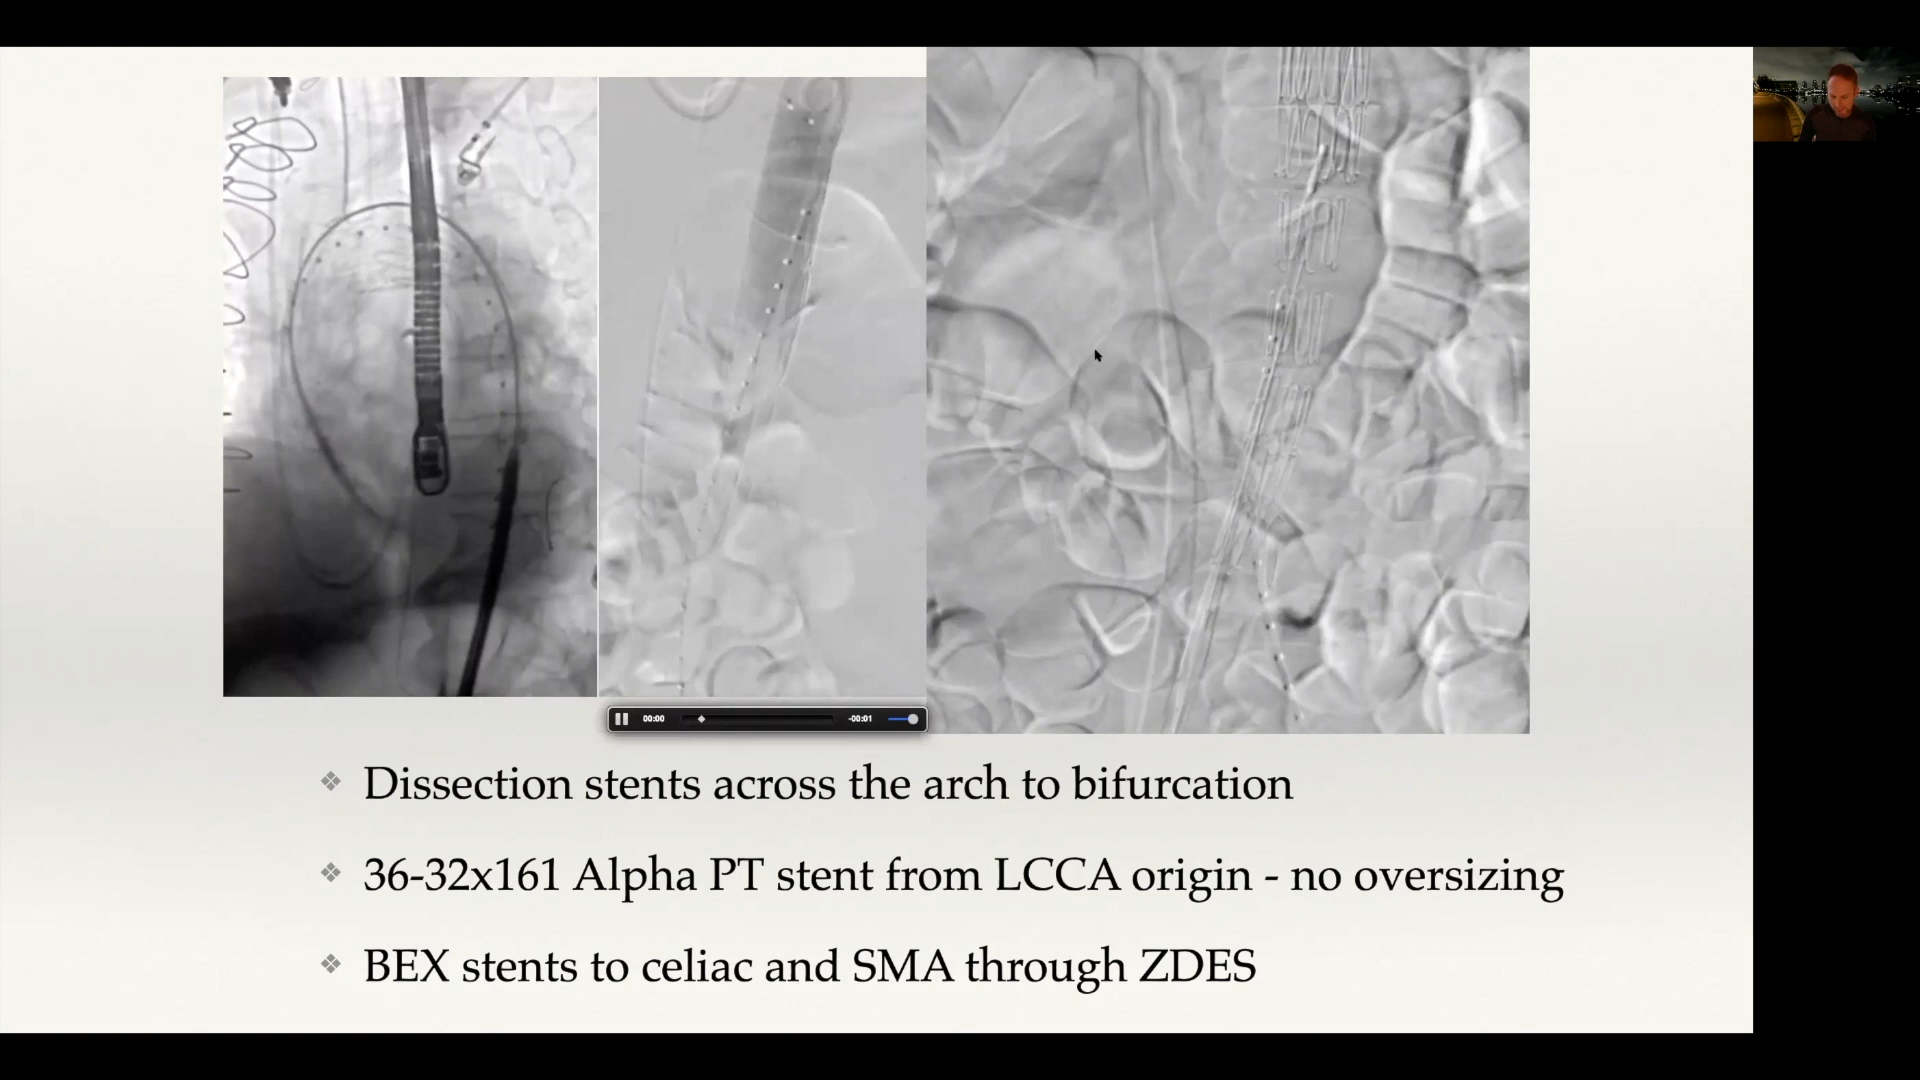 00:00
-00:01
Dissection stents across the arch to bifurcation
36-32x161 Alpha PT stent from LCCA origin - no oversizing
BEX stents to celiac and SMA through ZDES